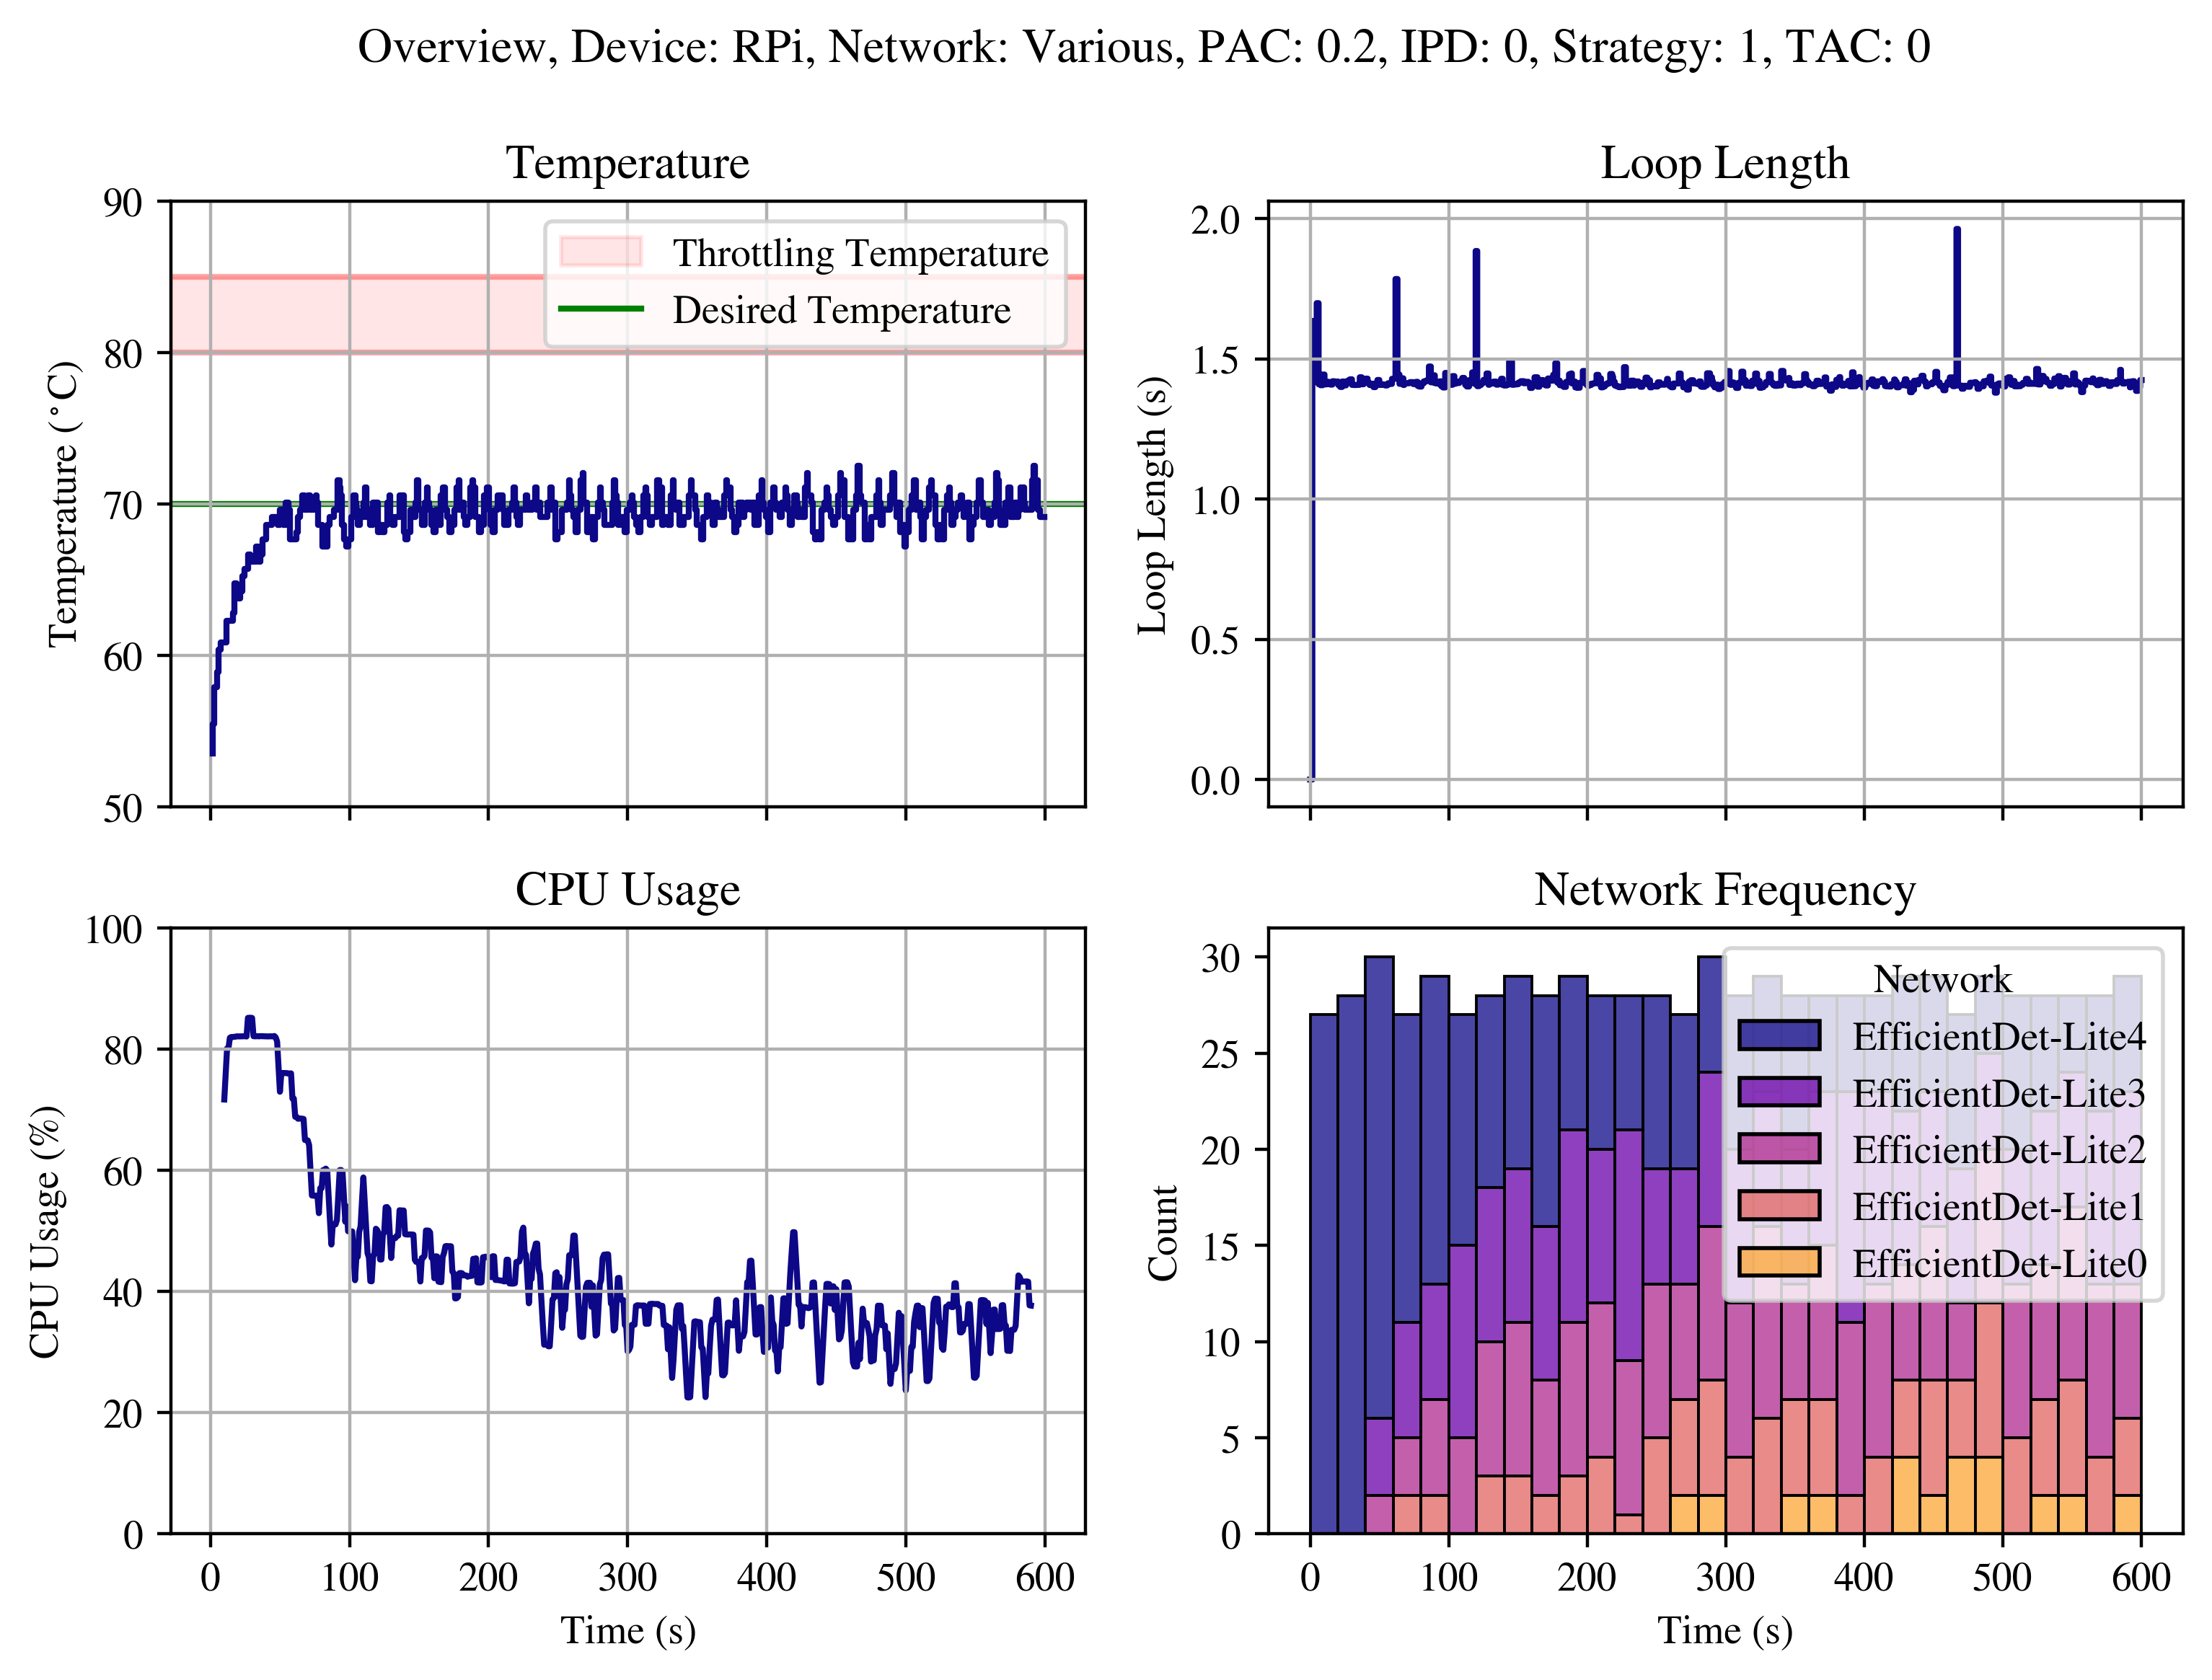 Overview, Device: RPi, Network: Various, PAC: 0.2, IPD: 0, Strategy: 1, TAC: 0
Temperature
90
80
70
60
50
Temperature (°C)
Throttling Temperature
Desired Temperature
Loop Length
2.0
1.5
1.0
0.5
0.0
Loop Length (s)
CPU Usage
100
80
60
40
20
0
CPU Usage (%)
0 100 200 300 400 500 600
Time (s)
Network Frequency
30
25
20
15
10
5
0
Count
Network
EfficientDet-Lite4
EfficientDet-Lite3
EfficientDet-Lite2
EfficientDet-Lite1
EfficientDet-Lite0
0 100 200 300 400 500 600
Time (s)